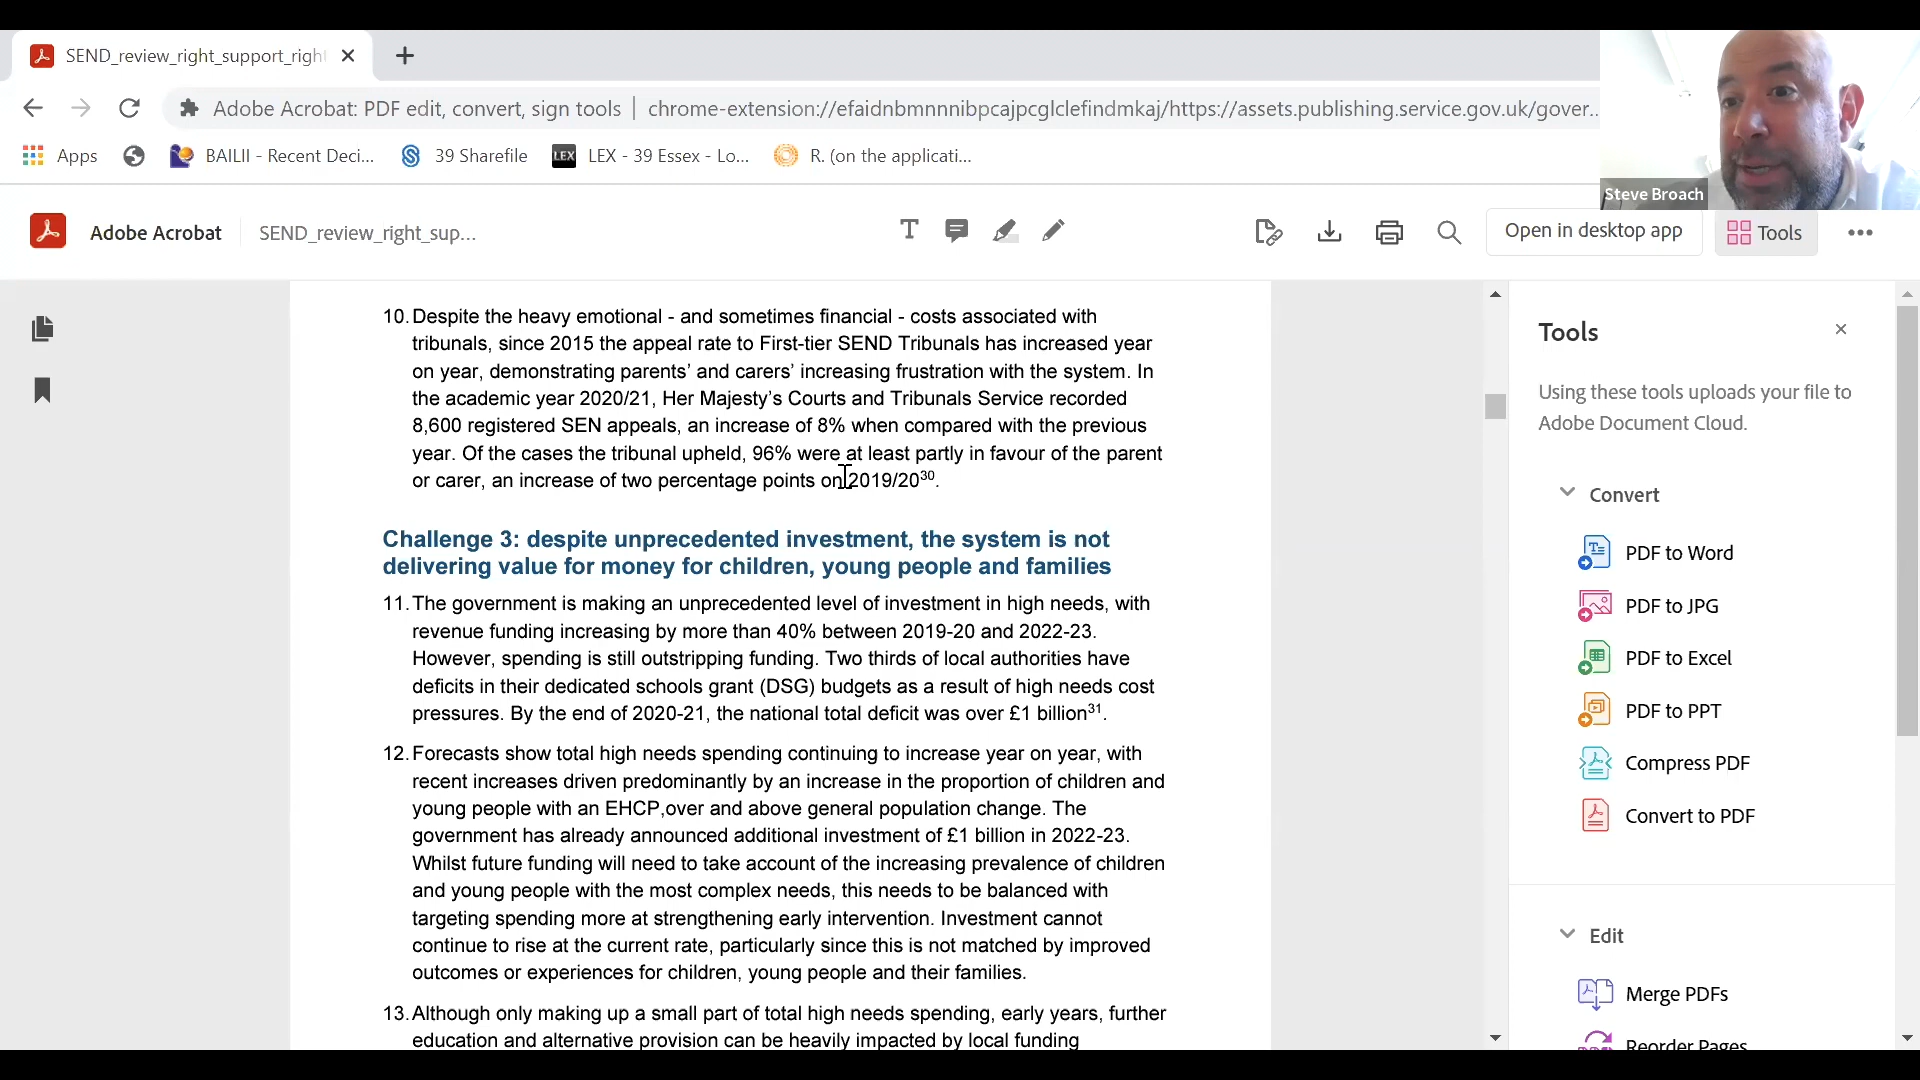 SEND_review_right_support_righ
Adobe Acrobat: PDF edit, convert, sign tools | chrome-extension://efaidnbmnnnibpcajpcglclefindmkaj/https://assets.publishing.service.gov.uk/gover...
Apps BAILII - Recent Deci... 39 Sharefile LEX LEX - 39 Essex - Lo... R. (on the applicati...
Steve Broach
Adobe Acrobat SEND_review_right_sup... Open in desktop app Tools
10. Despite the heavy emotional - and sometimes financial - costs associated with
tribunals, since 2015 the appeal rate to First-tier SEND Tribunals has increased year
on year, demonstrating parents’ and carers’ increasing frustration with the system. In
the academic year 2020/21, Her Majesty’s Courts and Tribunals Service recorded
8,600 registered SEN appeals, an increase of 8% when compared with the previous
year. Of the cases the tribunal upheld, 96% were at least partly in favour of the parent
or carer, an increase of two percentage points on 2019/20³⁰.
Challenge 3: despite unprecedented investment, the system is not
delivering value for money for children, young people and families
11. The government is making an unprecedented level of investment in high needs, with
revenue funding increasing by more than 40% between 2019-20 and 2022-23.
However, spending is still outstripping funding. Two thirds of local authorities have
deficits in their dedicated schools grant (DSG) budgets as a result of high needs cost
pressures. By the end of 2020-21, the national total deficit was over £1 billion³¹.
12. Forecasts show total high needs spending continuing to increase year on year, with
recent increases driven predominantly by an increase in the proportion of children and
young people with an EHCP,over and above general population change. The
government has already announced additional investment of £1 billion in 2022-23.
Whilst future funding will need to take account of the increasing prevalence of children
and young people with the most complex needs, this needs to be balanced with
targeting spending more at strengthening early intervention. Investment cannot
continue to rise at the current rate, particularly since this is not matched by improved
outcomes or experiences for children, young people and their families.
13. Although only making up a small part of total high needs spending, early years, further
education and alternative provision can be heavily impacted by local funding
Tools
Using these tools uploads your file to
Adobe Document Cloud.
Convert
PDF to Word
PDF to JPG
PDF to Excel
PDF to PPT
Compress PDF
Convert to PDF
Edit
Merge PDFs
Reorder Pages